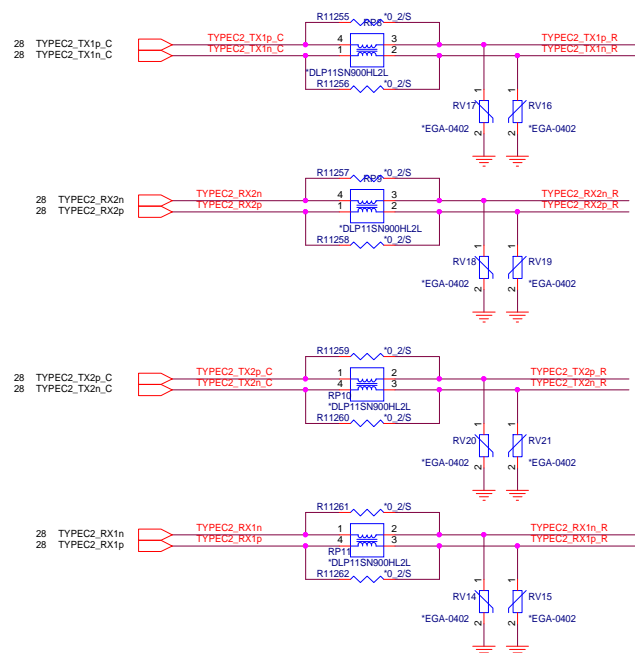 R11255 *0_2/S
RP8
28 TYPEC2_TX1p_C TYPEC2_TX1p_C 4 3 TYPEC2_TX1p_R
28 TYPEC2_TX1n_C TYPEC2_TX1n_C 1 2 TYPEC2_TX1n_R
*DLP11SN900HL2L
R11256 *0_2/S
1 1
RV17 RV16
2 *EGA-0402 2 *EGA-0402
R11257 *0_2/S
RP9
28 TYPEC2_RX2n TYPEC2_RX2n 4 3 TYPEC2_RX2n_R
28 TYPEC2_RX2p TYPEC2_RX2p 1 2 TYPEC2_RX2p_R
*DLP11SN900HL2L
R11258 *0_2/S
1 1
RV18 RV19
2 *EGA-0402 2 *EGA-0402
R11259 *0_2/S
28 TYPEC2_TX2p_C TYPEC2_TX2p_C 1 2 TYPEC2_TX2p_R
28 TYPEC2_TX2n_C TYPEC2_TX2n_C 4 3 TYPEC2_TX2n_R
RP10
*DLP11SN900HL2L
R11260 *0_2/S
1 1
RV20 RV21
2 *EGA-0402 2 *EGA-0402
R11261 *0_2/S
28 TYPEC2_RX1n TYPEC2_RX1n 1 2 TYPEC2_RX1n_R
28 TYPEC2_RX1p TYPEC2_RX1p 4 3 TYPEC2_RX1p_R
RP11
*DLP11SN900HL2L
R11262 *0_2/S
1 1
RV14 RV15
2 *EGA-0402 2 *EGA-0402